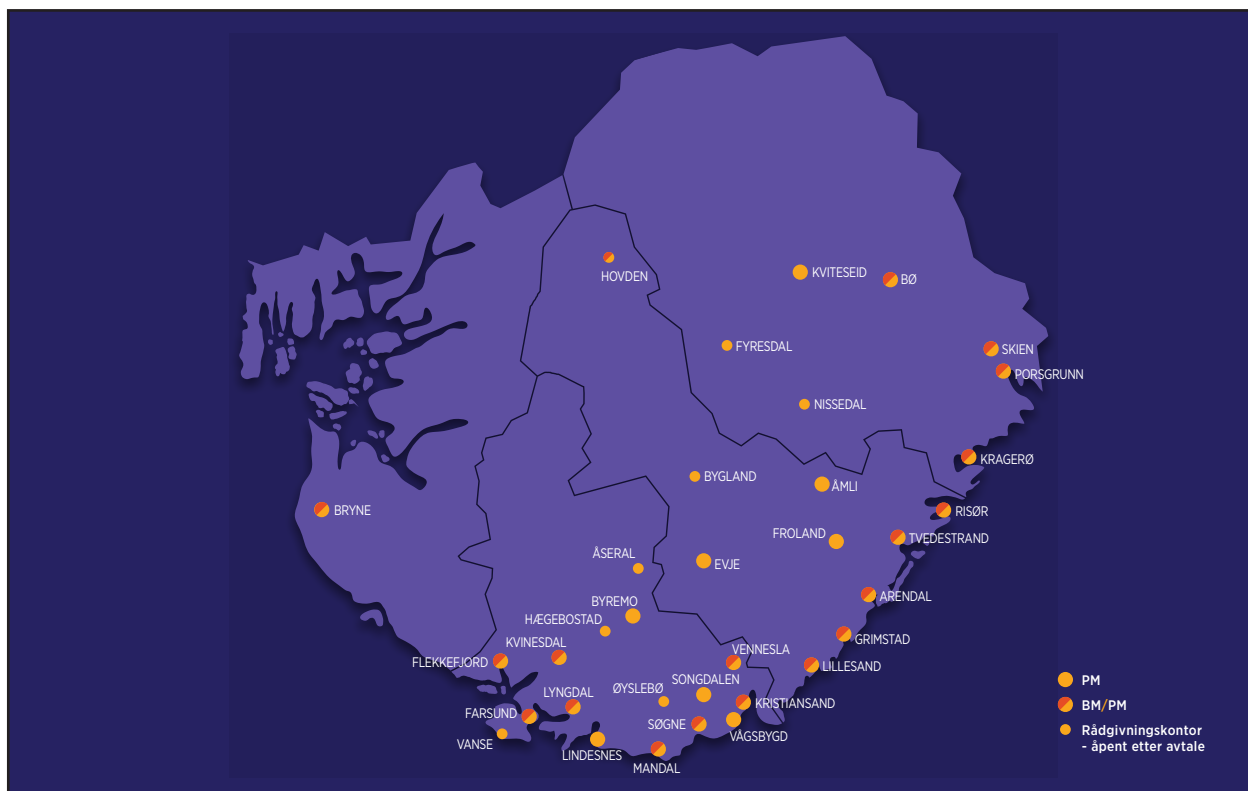 HOVDEN
KVITESEID
BØ
FYRESDAL
SKIEN
PORSGRUNN
NISSEDAL
KRAGERØ
BYGLAND
ÅMLI
BRYNE
RISØR
FROLAND
TVEDESTRAND
ÅSERAL
EVJE
ARENDAL
BYREMO
HÆGEBOSTAD
GRIMSTAD
KVINESDAL
VENNESLA
FLEKKEFJORD
LILLESAND
SONGDALEN
ØYSLEBØ
LYNGDAL
KRISTIANSAND
FARSUND
SØGNE
VÅGSBYGD
VANSE
LINDESNES
MANDAL
PM
BM/PM
Rådgivningskontor
- åpent etter avtale